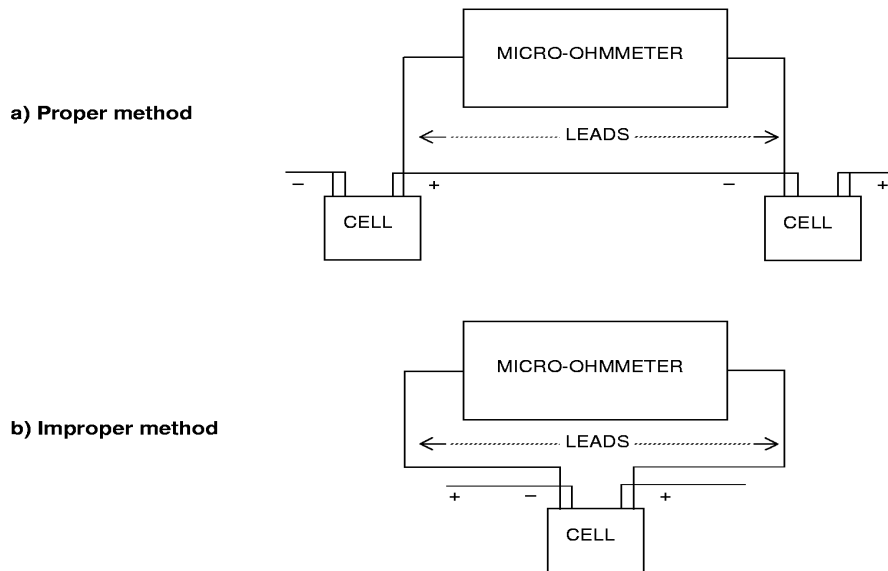 MICRO-OHMMETER
a) Proper method
LEADS
− + − +
CELL CELL
MICRO-OHMMETER
b) Improper method
LEADS
+ − +
CELL